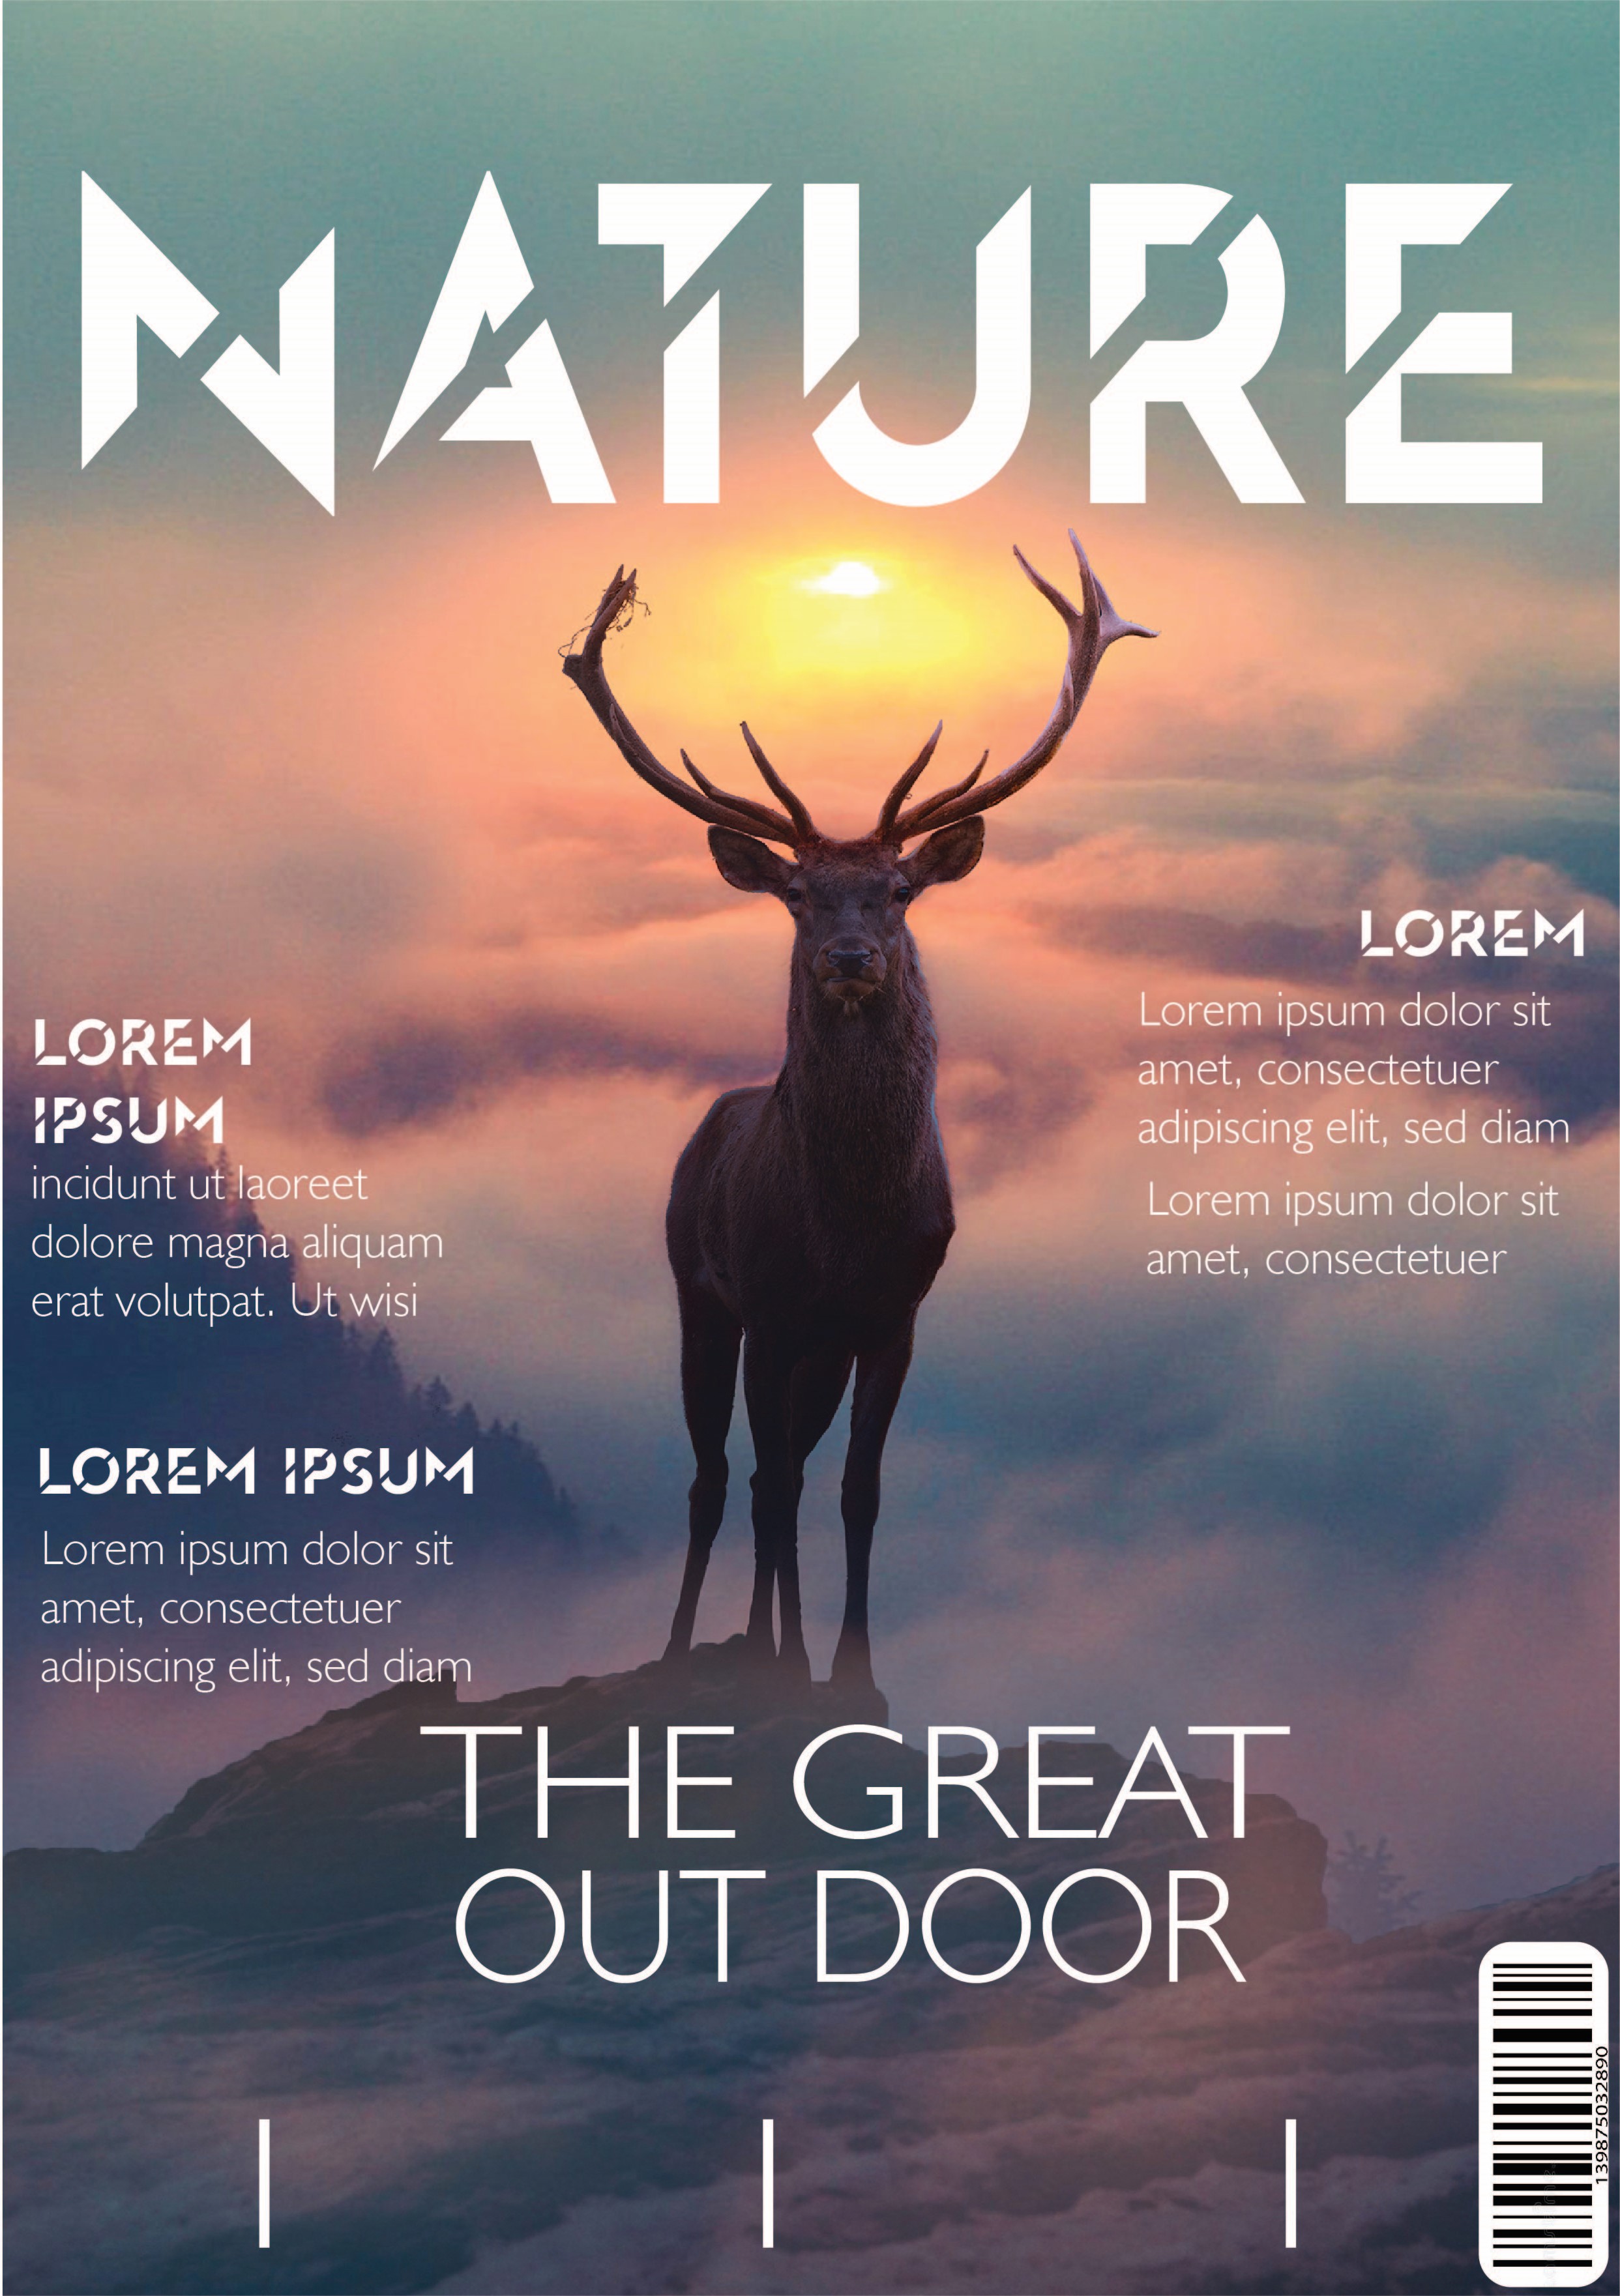 NATURE
LOREM
Lorem ipsum dolor sit
amet, consectetuer
adipiscing elit, sed diam
Lorem ipsum dolor sit
amet, consectetuer
LOREM
IPSUM
incidunt ut laoreet
dolore magna aliquam
erat volutpat. Ut wisi
LOREM IPSUM
Lorem ipsum dolor sit
amet, consectetuer
adipiscing elit, sed diam
THE GREAT
OUT DOOR
139875032890